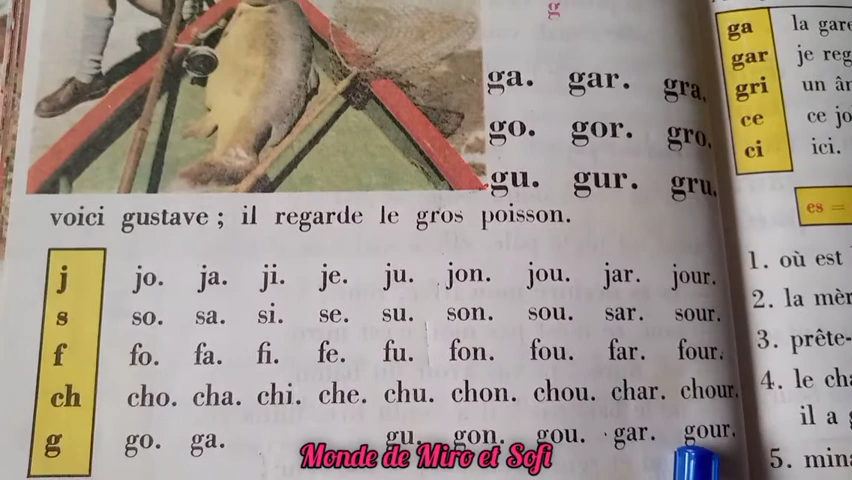 g
ga. gar. gra.
go. gor. gro.
gu. gur. gru.
voici gustave ; il regarde le gros poisson.
j jo. ja. ji. je. ju. jon. jou. jar. jour.
s so. sa. si. se. su. son. sou. sar. sour.
f fo. fa. fi. fe. fu. fon. fou. far. four.
ch cho. cha. chi. che. chu. chon. chou. char. chour.
g go. ga. gu. gon. gou. gar. gour.
Monde de Miro et Sofi
ga la gare
gar je reg
gri un ân
ce ce jo
ci ici.
es =
1. où est
2. la mèr
3. prête-
4. le cha
il a g
5. mina